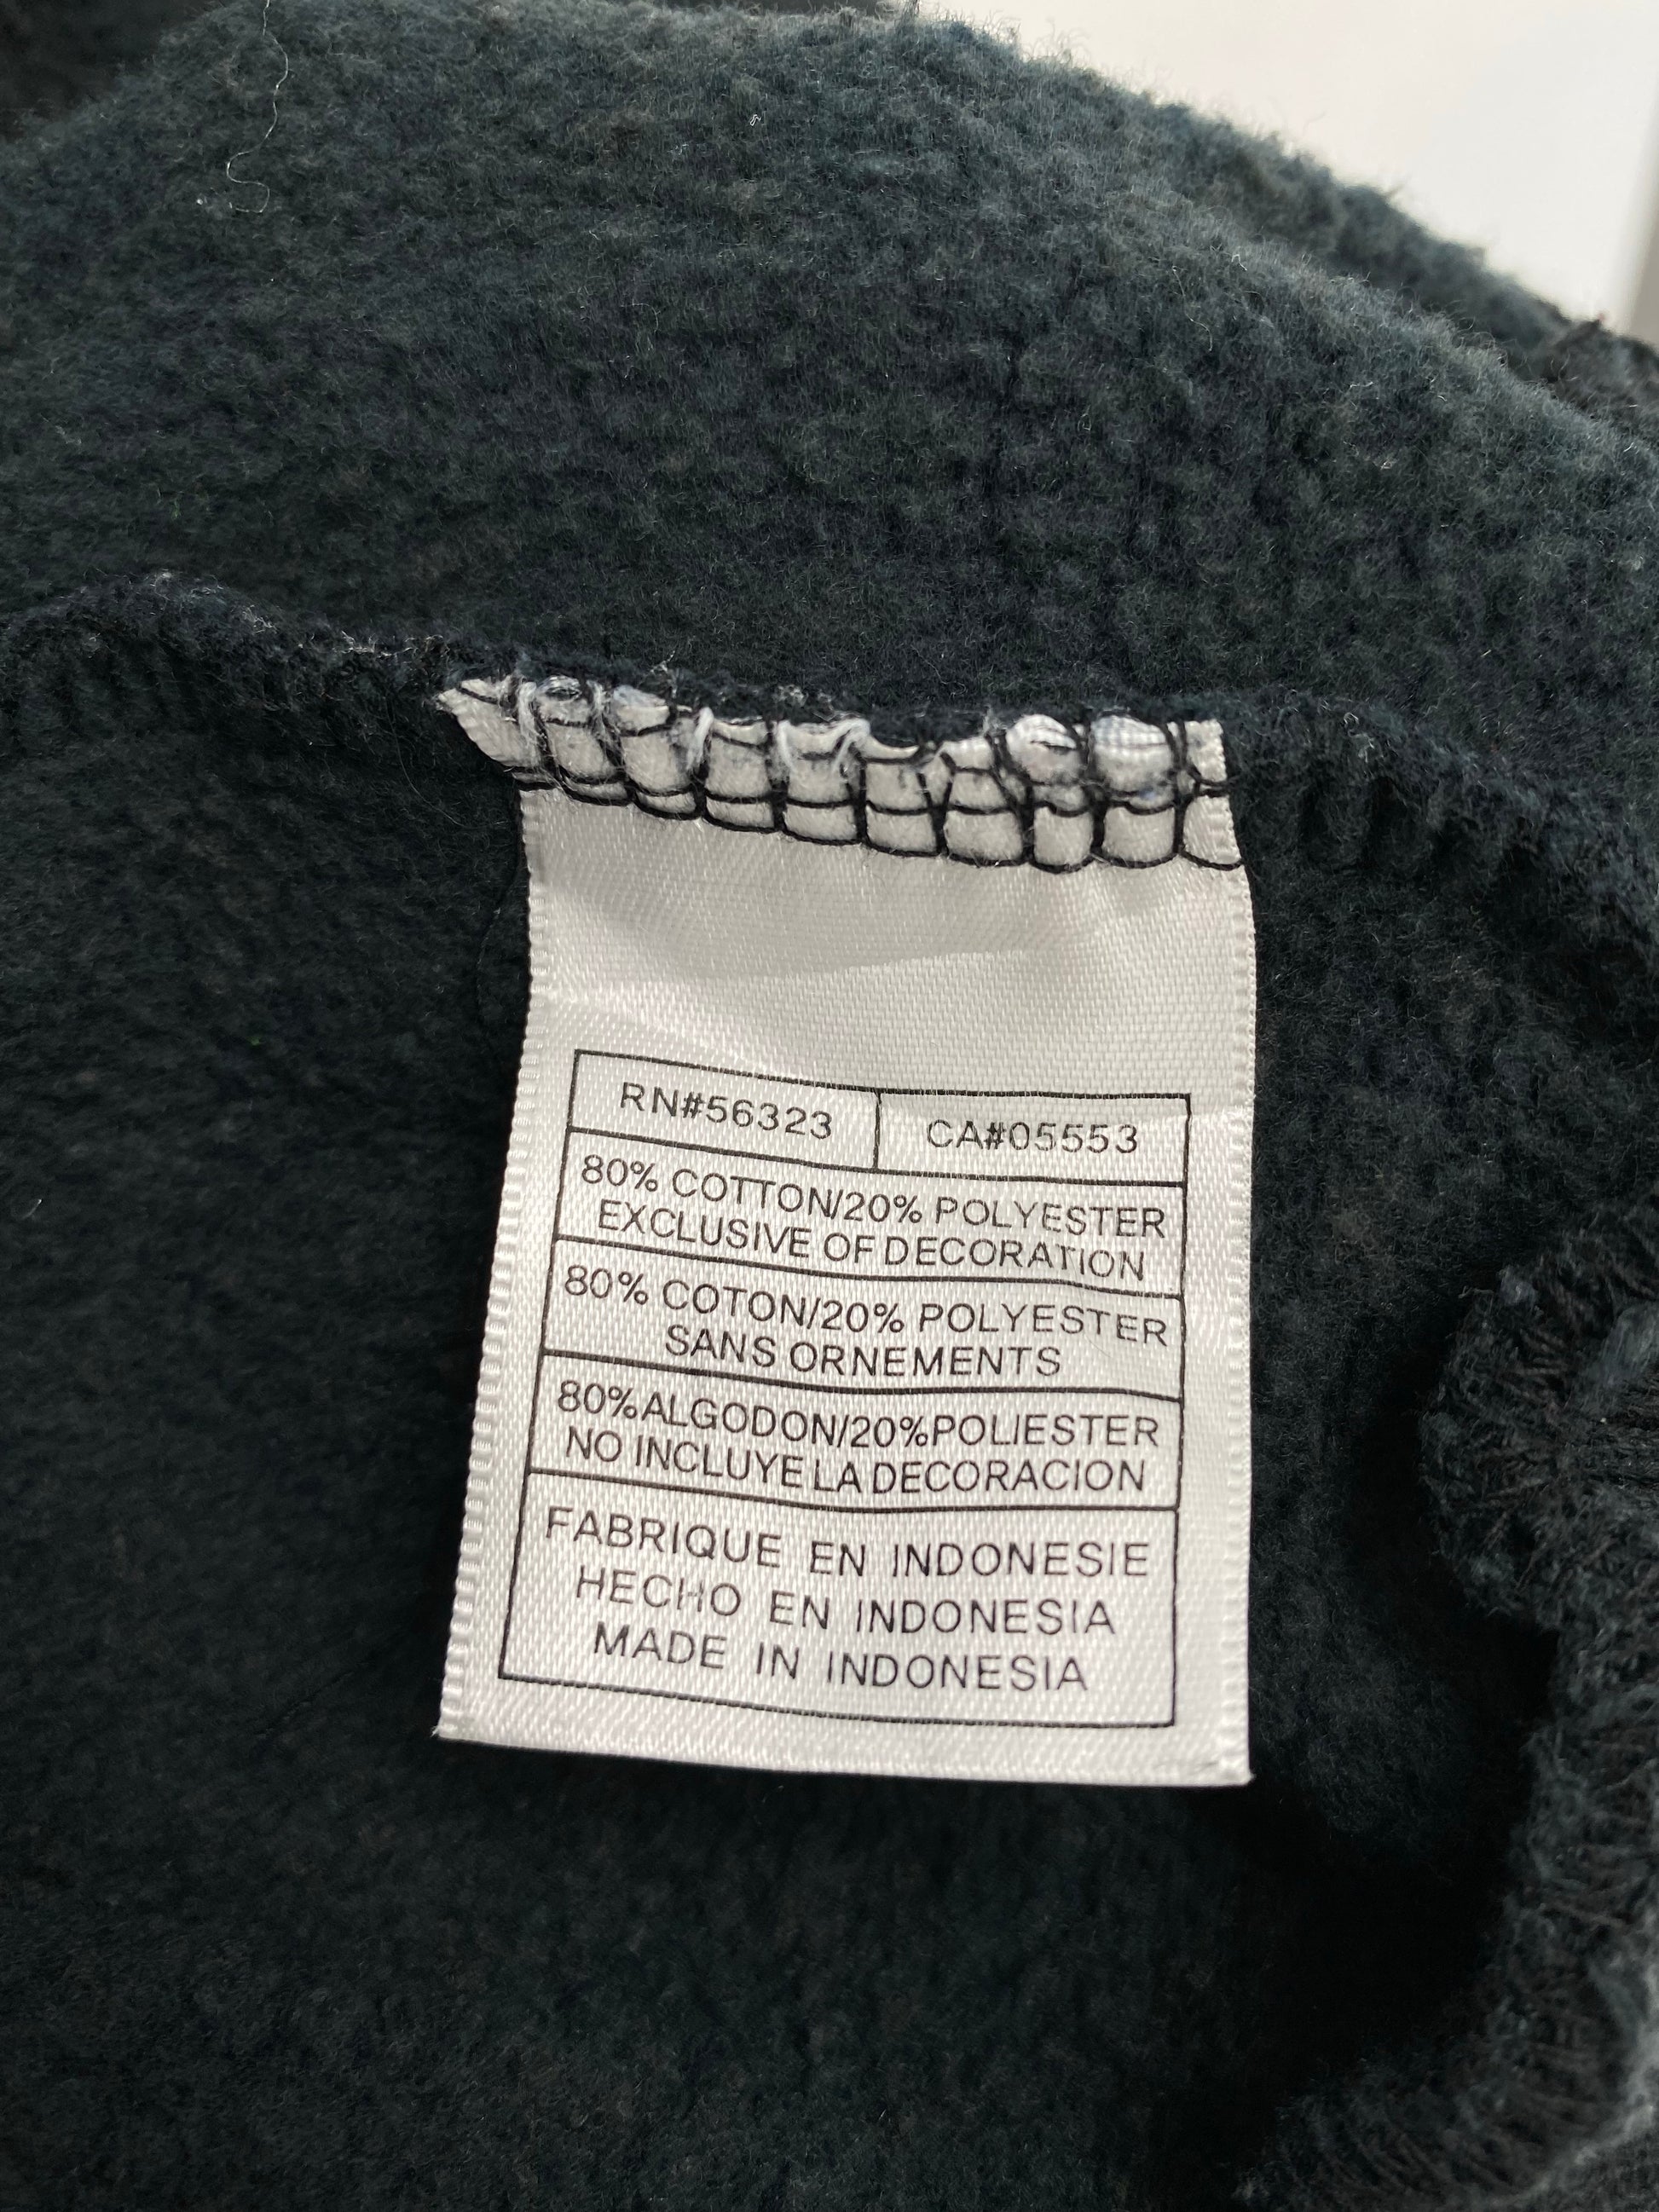 RN#56323 CA#05553
80% COTTON/20% POLYESTER
EXCLUSIVE OF DECORATION
80% COTON/20% POLYESTER
SANS ORNEMENTS
80%ALGODON/20%POLIESTER
NO INCLUYE LA DECORACION
FABRIQUE EN INDONESIE
HECHO EN INDONESIA
MADE IN INDONESIA